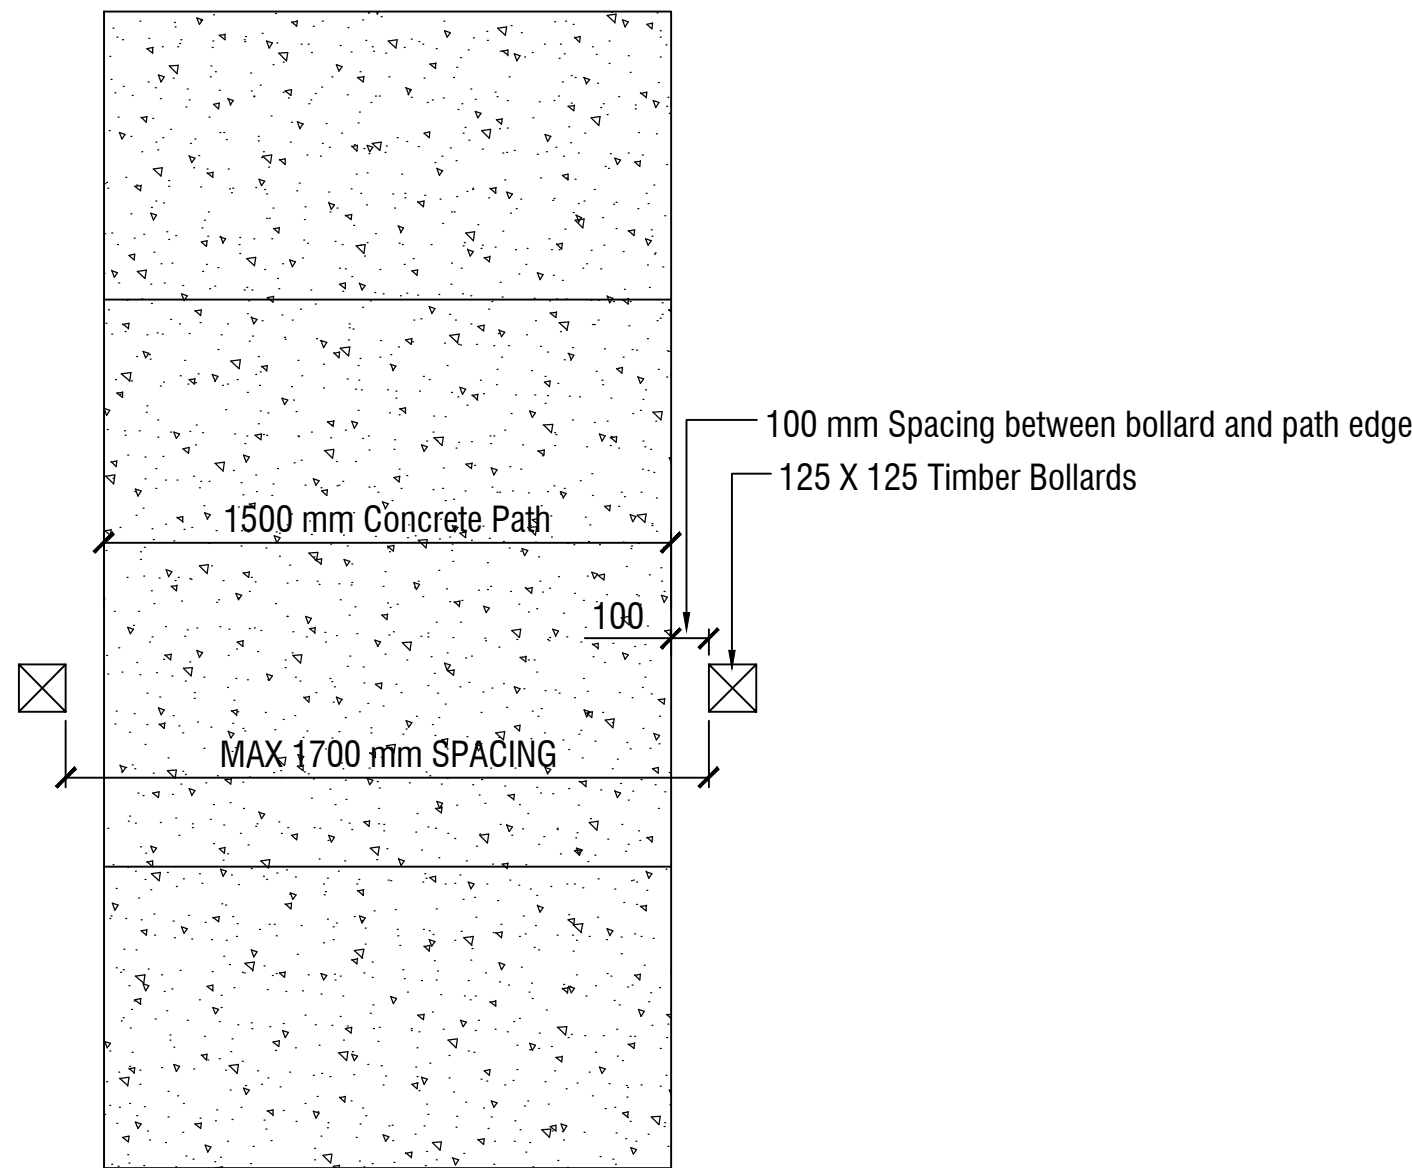 100 mm Spacing between bollard and path edge
125 X 125 Timber Bollards
1500 mm Concrete Path
100
MAX 1700 mm SPACING